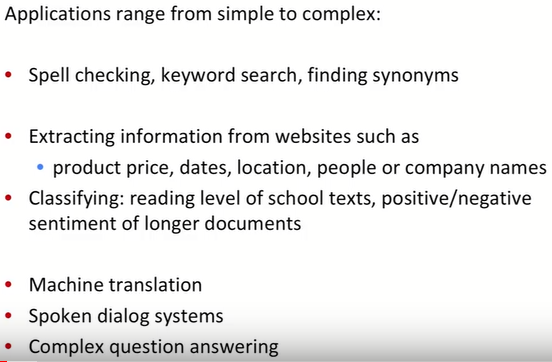 Applications range from simple to complex:
• Spell checking, keyword search, finding synonyms
• Extracting information from websites such as
• product price, dates, location, people or company names
• Classifying: reading level of school texts, positive/negative
sentiment of longer documents
• Machine translation
• Spoken dialog systems
• Complex question answering